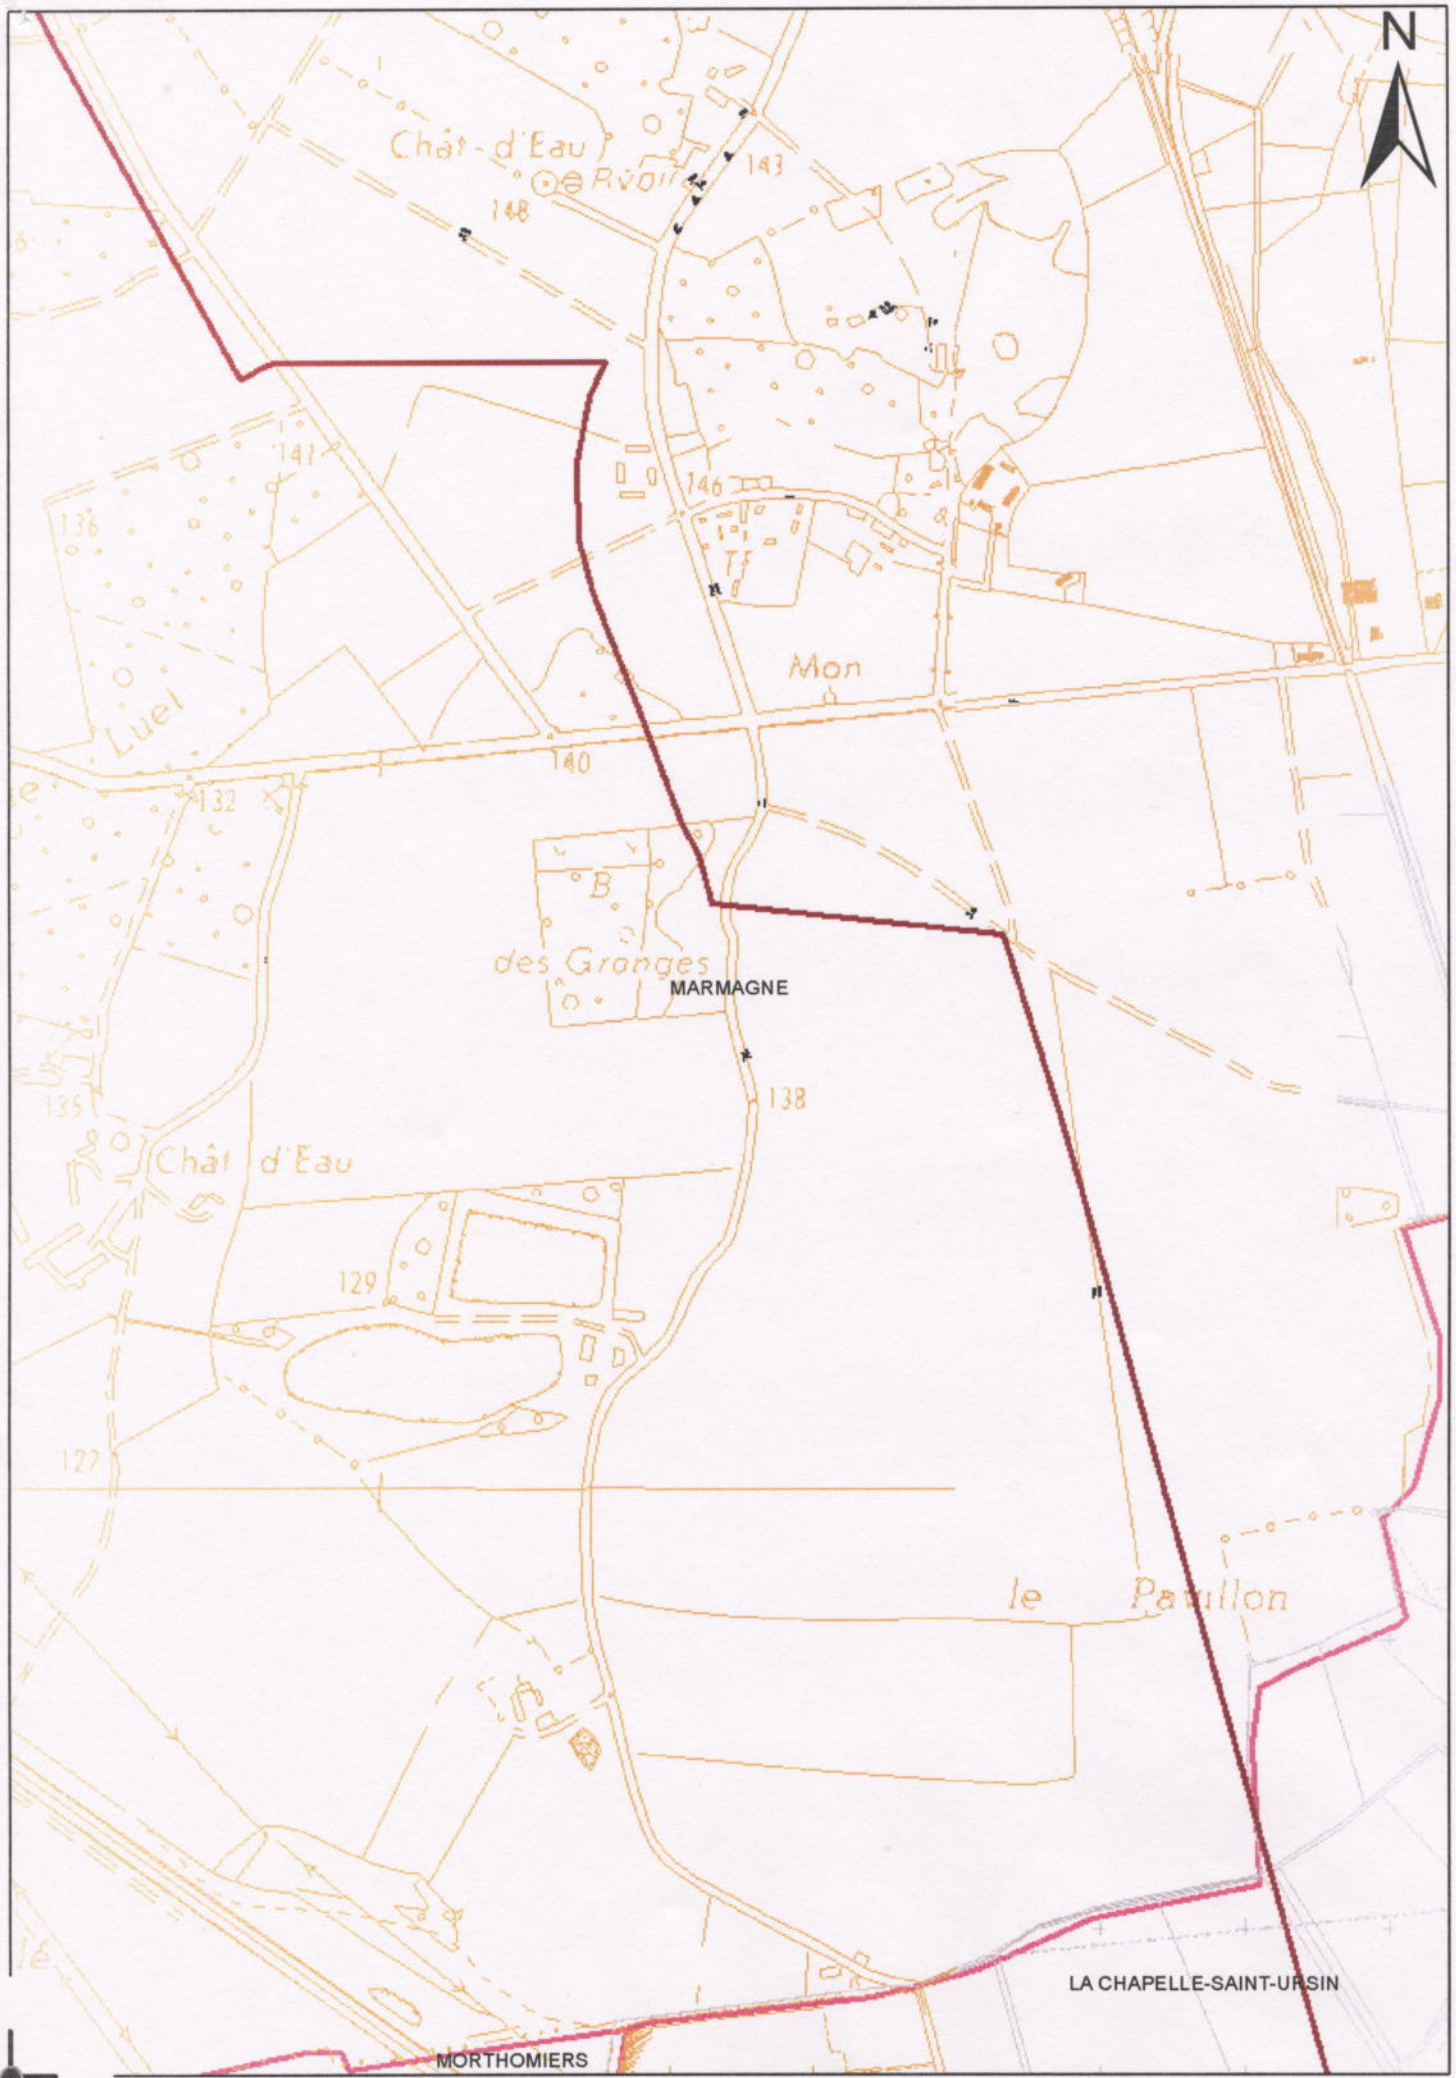 N
Chât-d'Eau
Rvoir
143
148
141
146
136
TF
Mon
Luet
140
132
B
des Granges
MARMAGNE
138
135
Chât d'Eau
129
127
le Pavillon
LA CHAPELLE-SAINT-URSIN
MORTHOMIERS